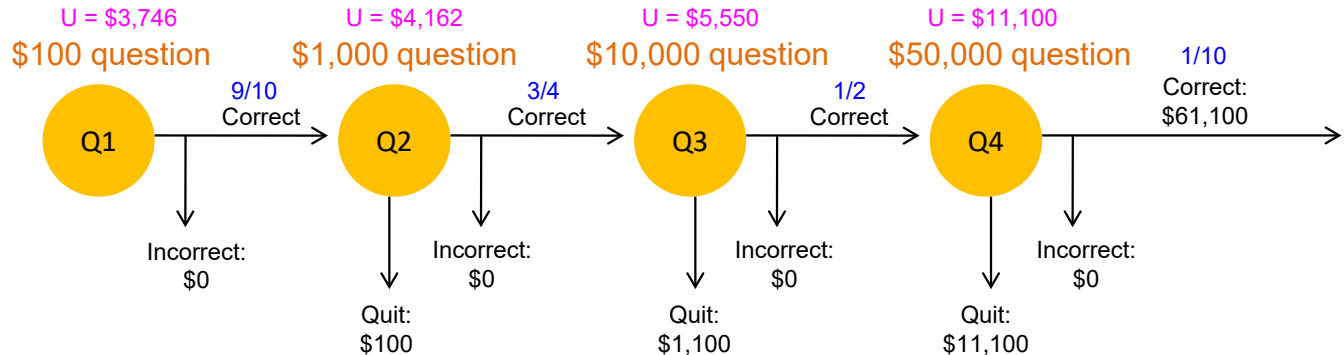 U = $3,746
U = $4,162
U = $5,550
U = $11,100
$100 question
$1,000 question
$10,000 question
$50,000 question
9/10
Correct
3/4
Correct
1/2
Correct
1/10
Correct:
$61,100
Q1
Q2
Q3
Q4
Incorrect:
$0
Incorrect:
$0
Incorrect:
$0
Incorrect:
$0
Quit:
$100
Quit:
$1,100
Quit:
$11,100